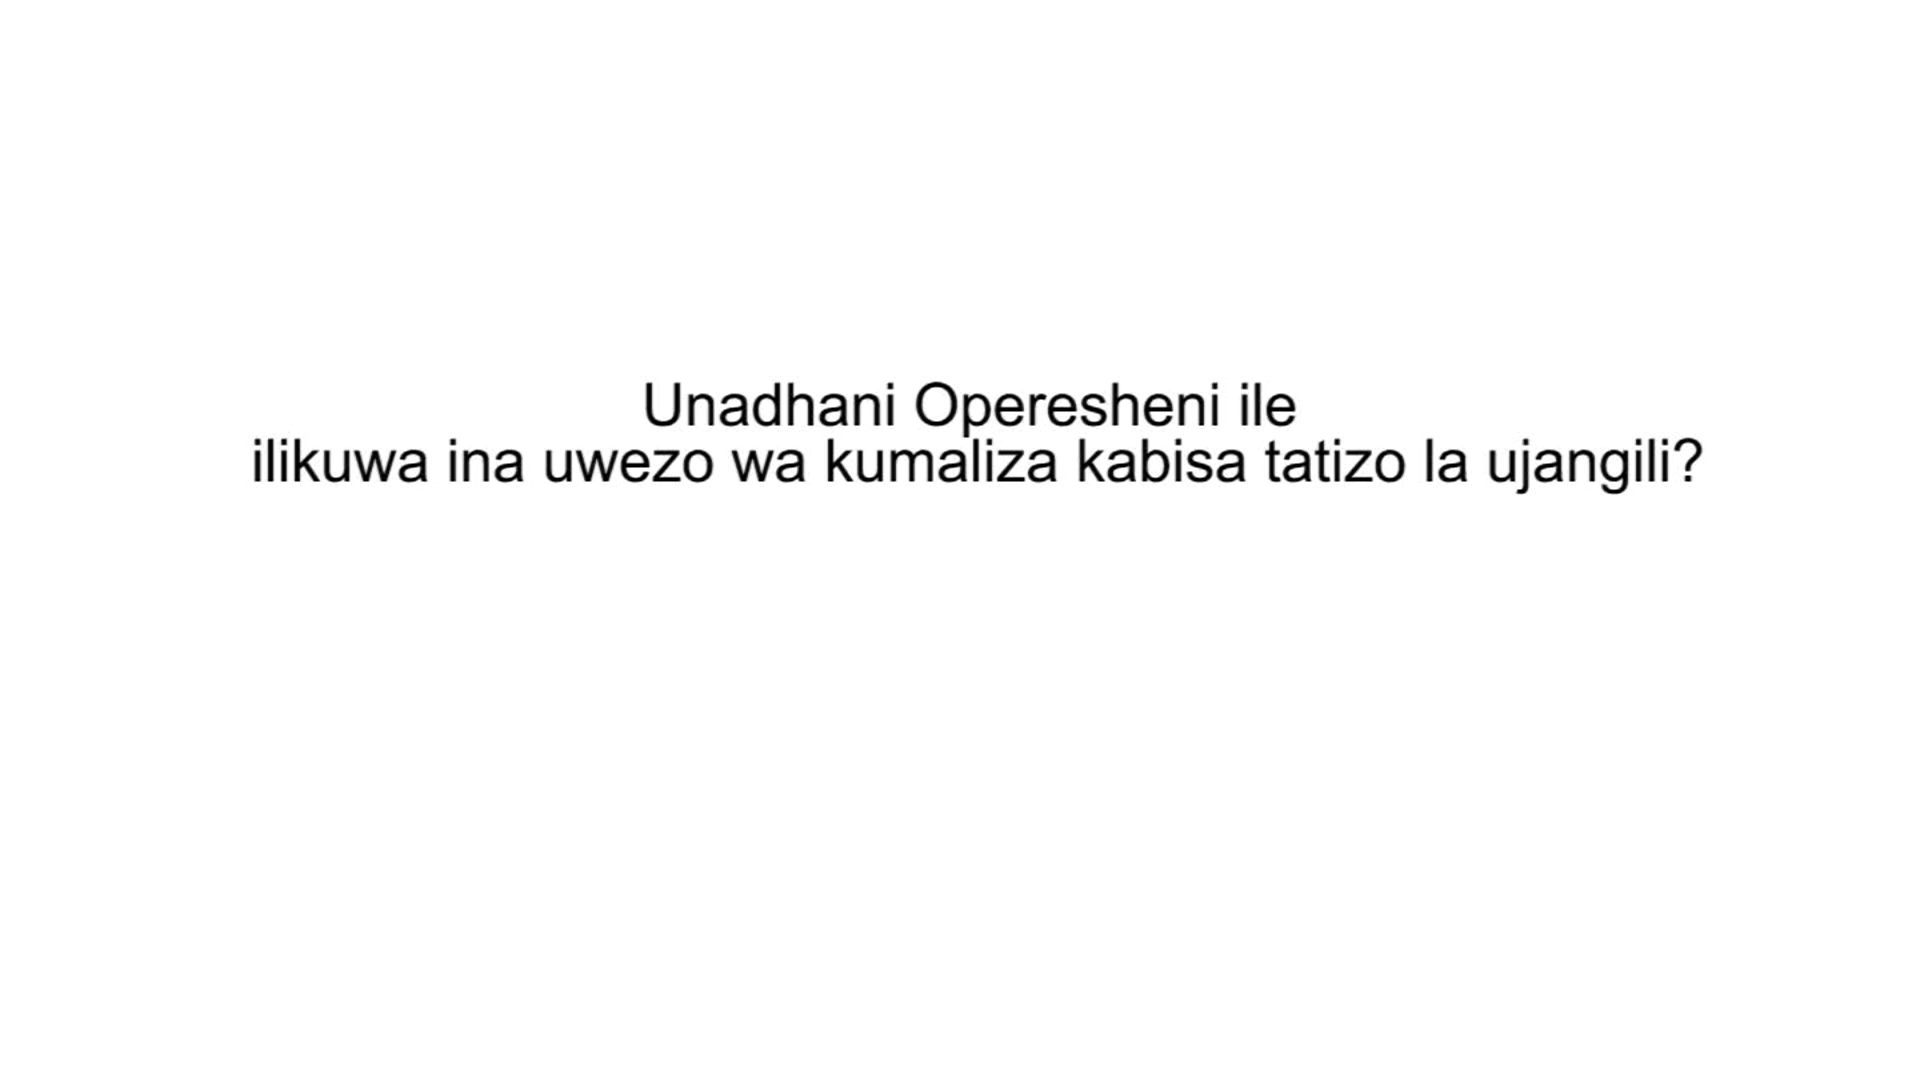 Unadhani Operesheni ile
ilikuwa ina uwezo wa kumaliza kabisa tatizo la ujangili?